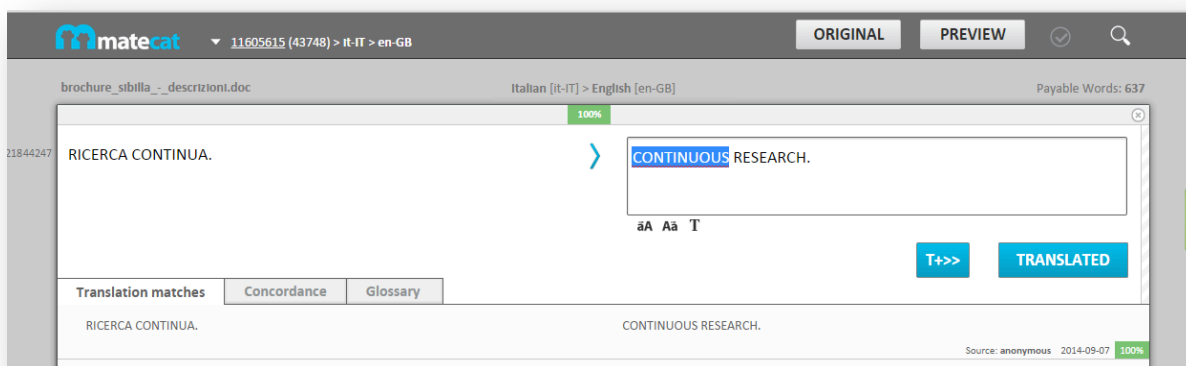 matecat ▼ 11605615 (43748) > it-IT > en-GB ORIGINAL PREVIEW
brochure_sibilla_-_descrizioni.doc Italian [it-IT] > English [en-GB] Payable Words: 637
100%
21844247 RICERCA CONTINUA. CONTINUOUS RESEARCH.
āA Aā T
T+>> TRANSLATED
Translation matches Concordance Glossary
RICERCA CONTINUA. CONTINUOUS RESEARCH.
Source: anonymous 2014-09-07 100%